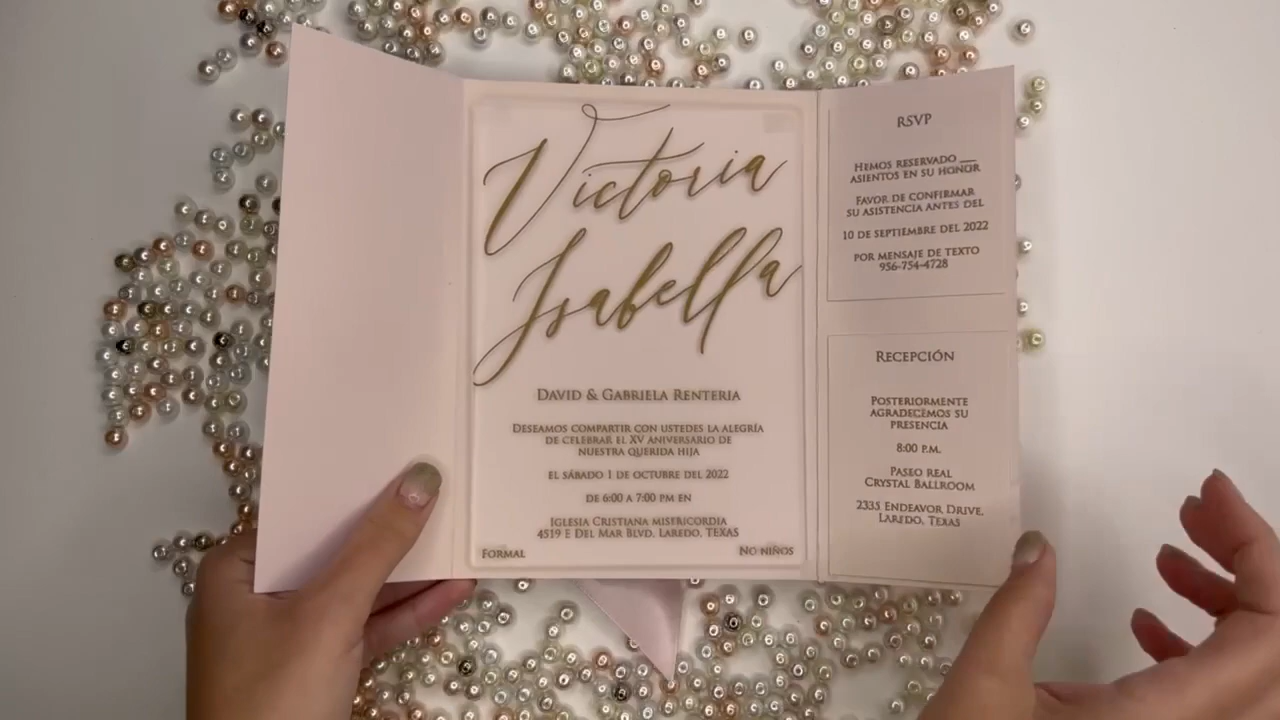 Victoria
Isabella
David & Gabriela Renteria
Deseamos compartir con ustedes la alegría
de celebrar el XV aniversario de
nuestra querida hija
el sábado 1 de octubre del 2022
de 6:00 a 7:00 pm en
Iglesia Cristiana misericordia
4519 E Del Mar Blvd. Laredo, TEXAS
Formal
No niños
RSVP
Hemos reservado ___
asientos en su honor
Favor de confirmar
su asistencia antes del
10 de septiembre del 2022
por mensaje de texto
956-754-4728
Recepción
Posteriormente
agradecemos su
presencia
8:00 p.m.
Paseo Real
Crystal Ballroom
2335 Endeavor Drive,
Laredo, Texas